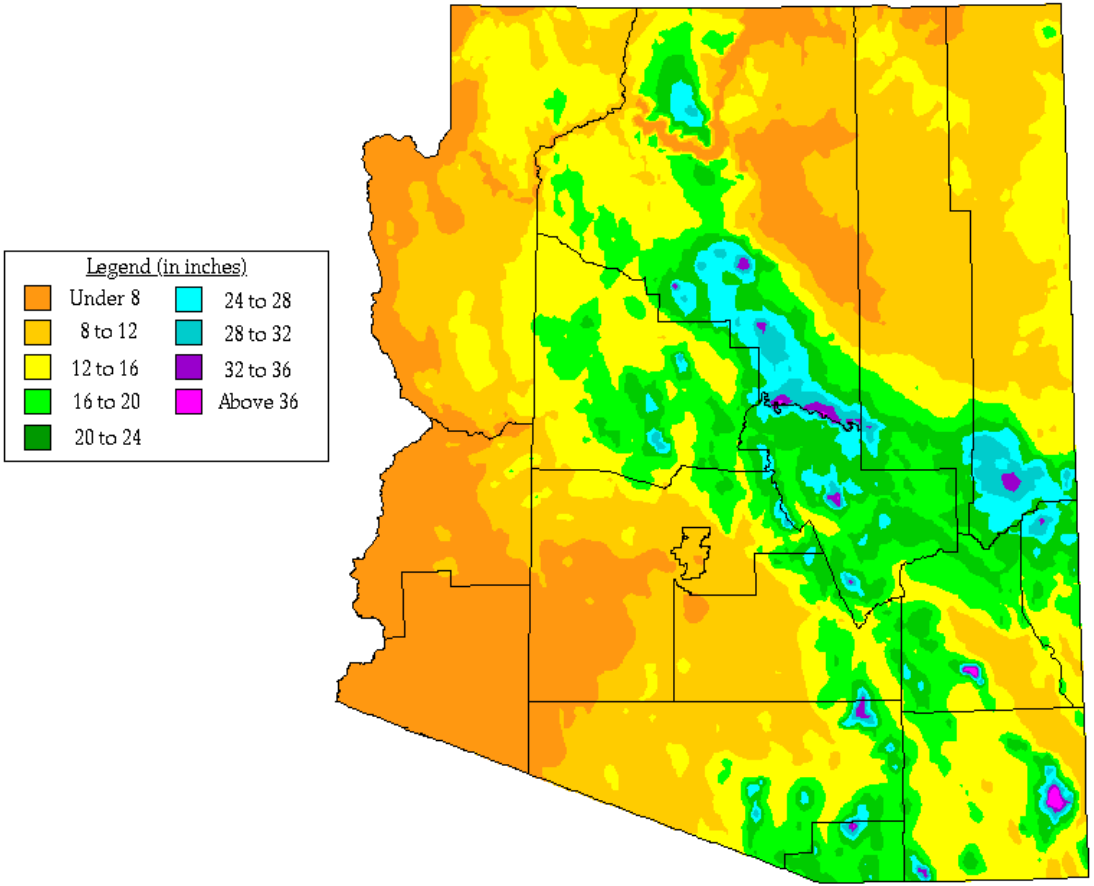 Legend (in inches)
Under 8
8 to 12
12 to 16
16 to 20
20 to 24
24 to 28
28 to 32
32 to 36
Above 36